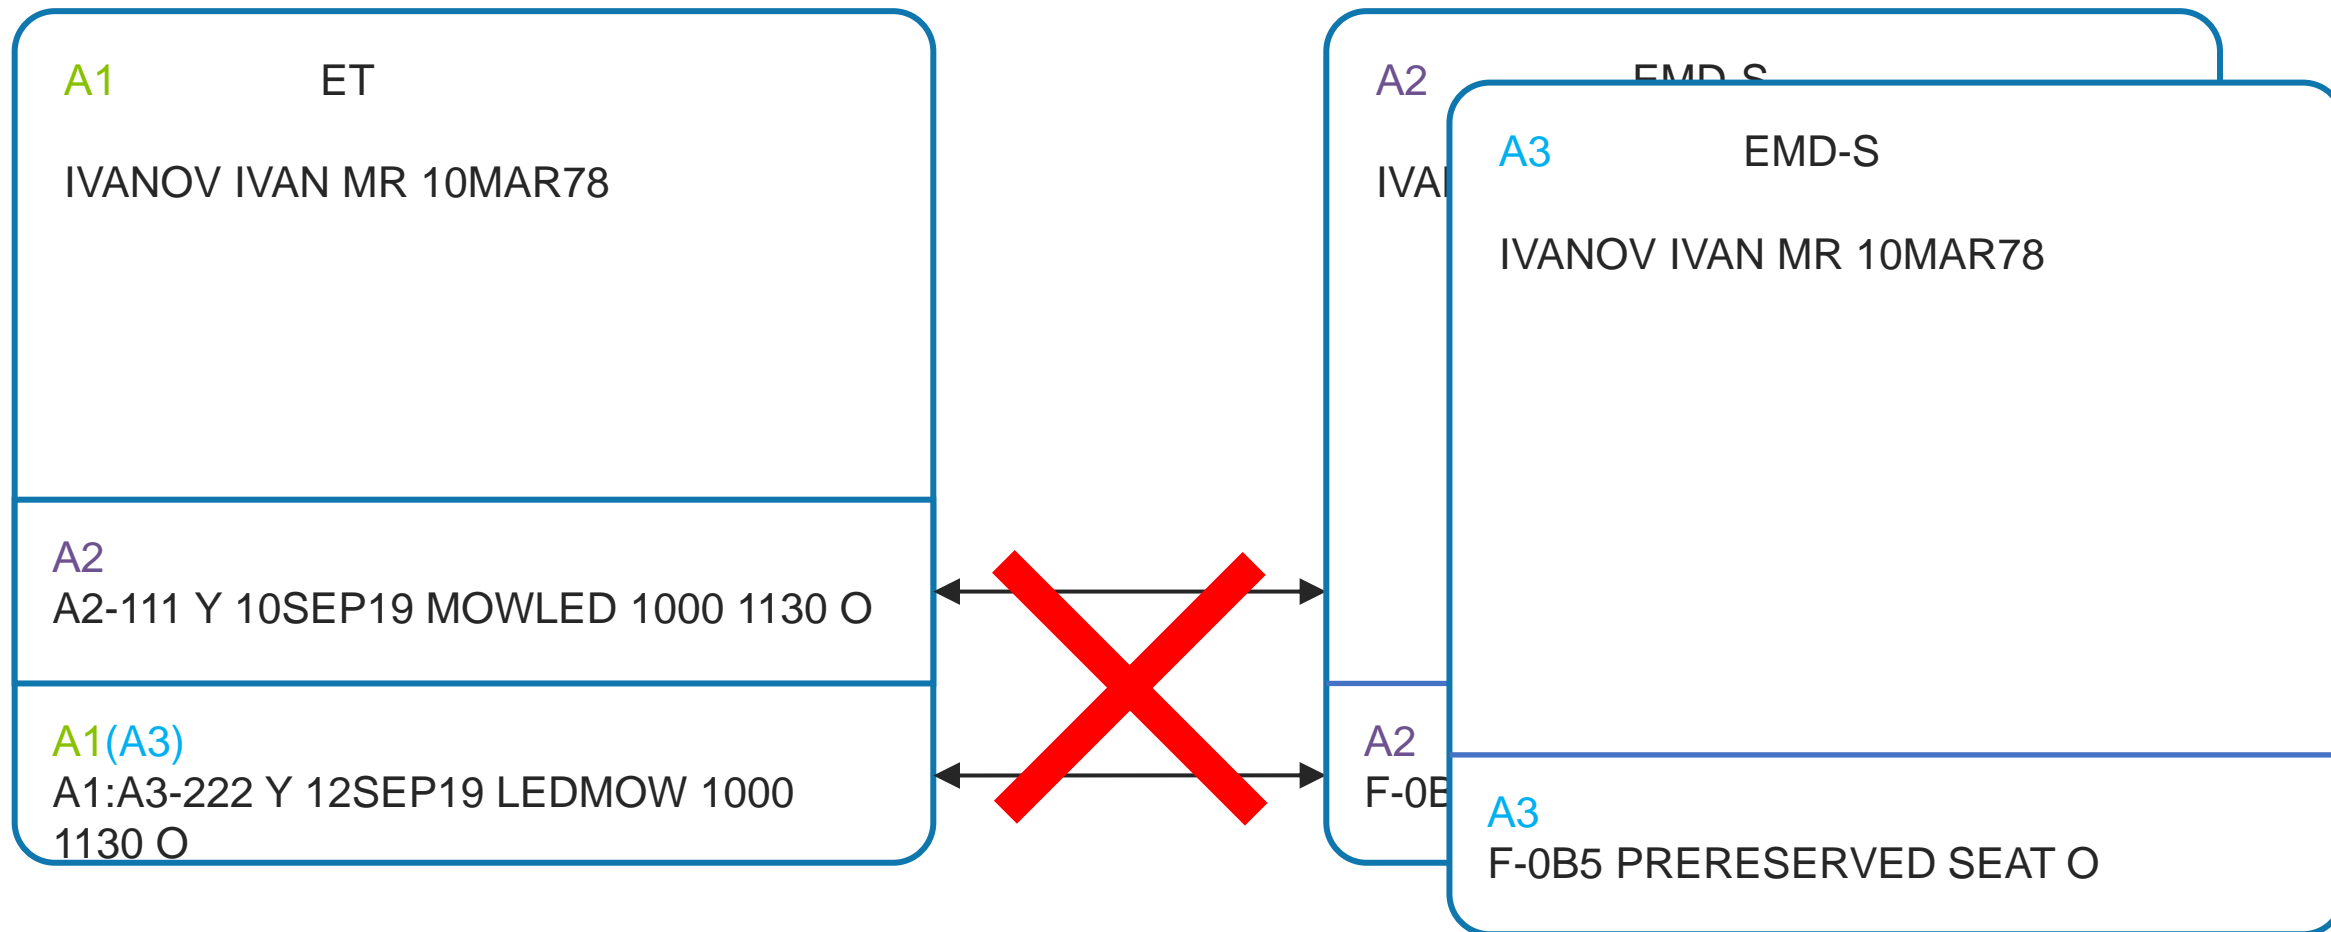 A1 ET
IVANOV IVAN MR 10MAR78
A2
A2-111 Y 10SEP19 MOWLED 1000 1130 O
A1(A3)
A1:A3-222 Y 12SEP19 LEDMOW 1000
1130 O
A2 EMD-S
A2
A3 EMD-S
IVANOV IVAN MR 10MAR78
A3
F-0B5 PRERESERVED SEAT O